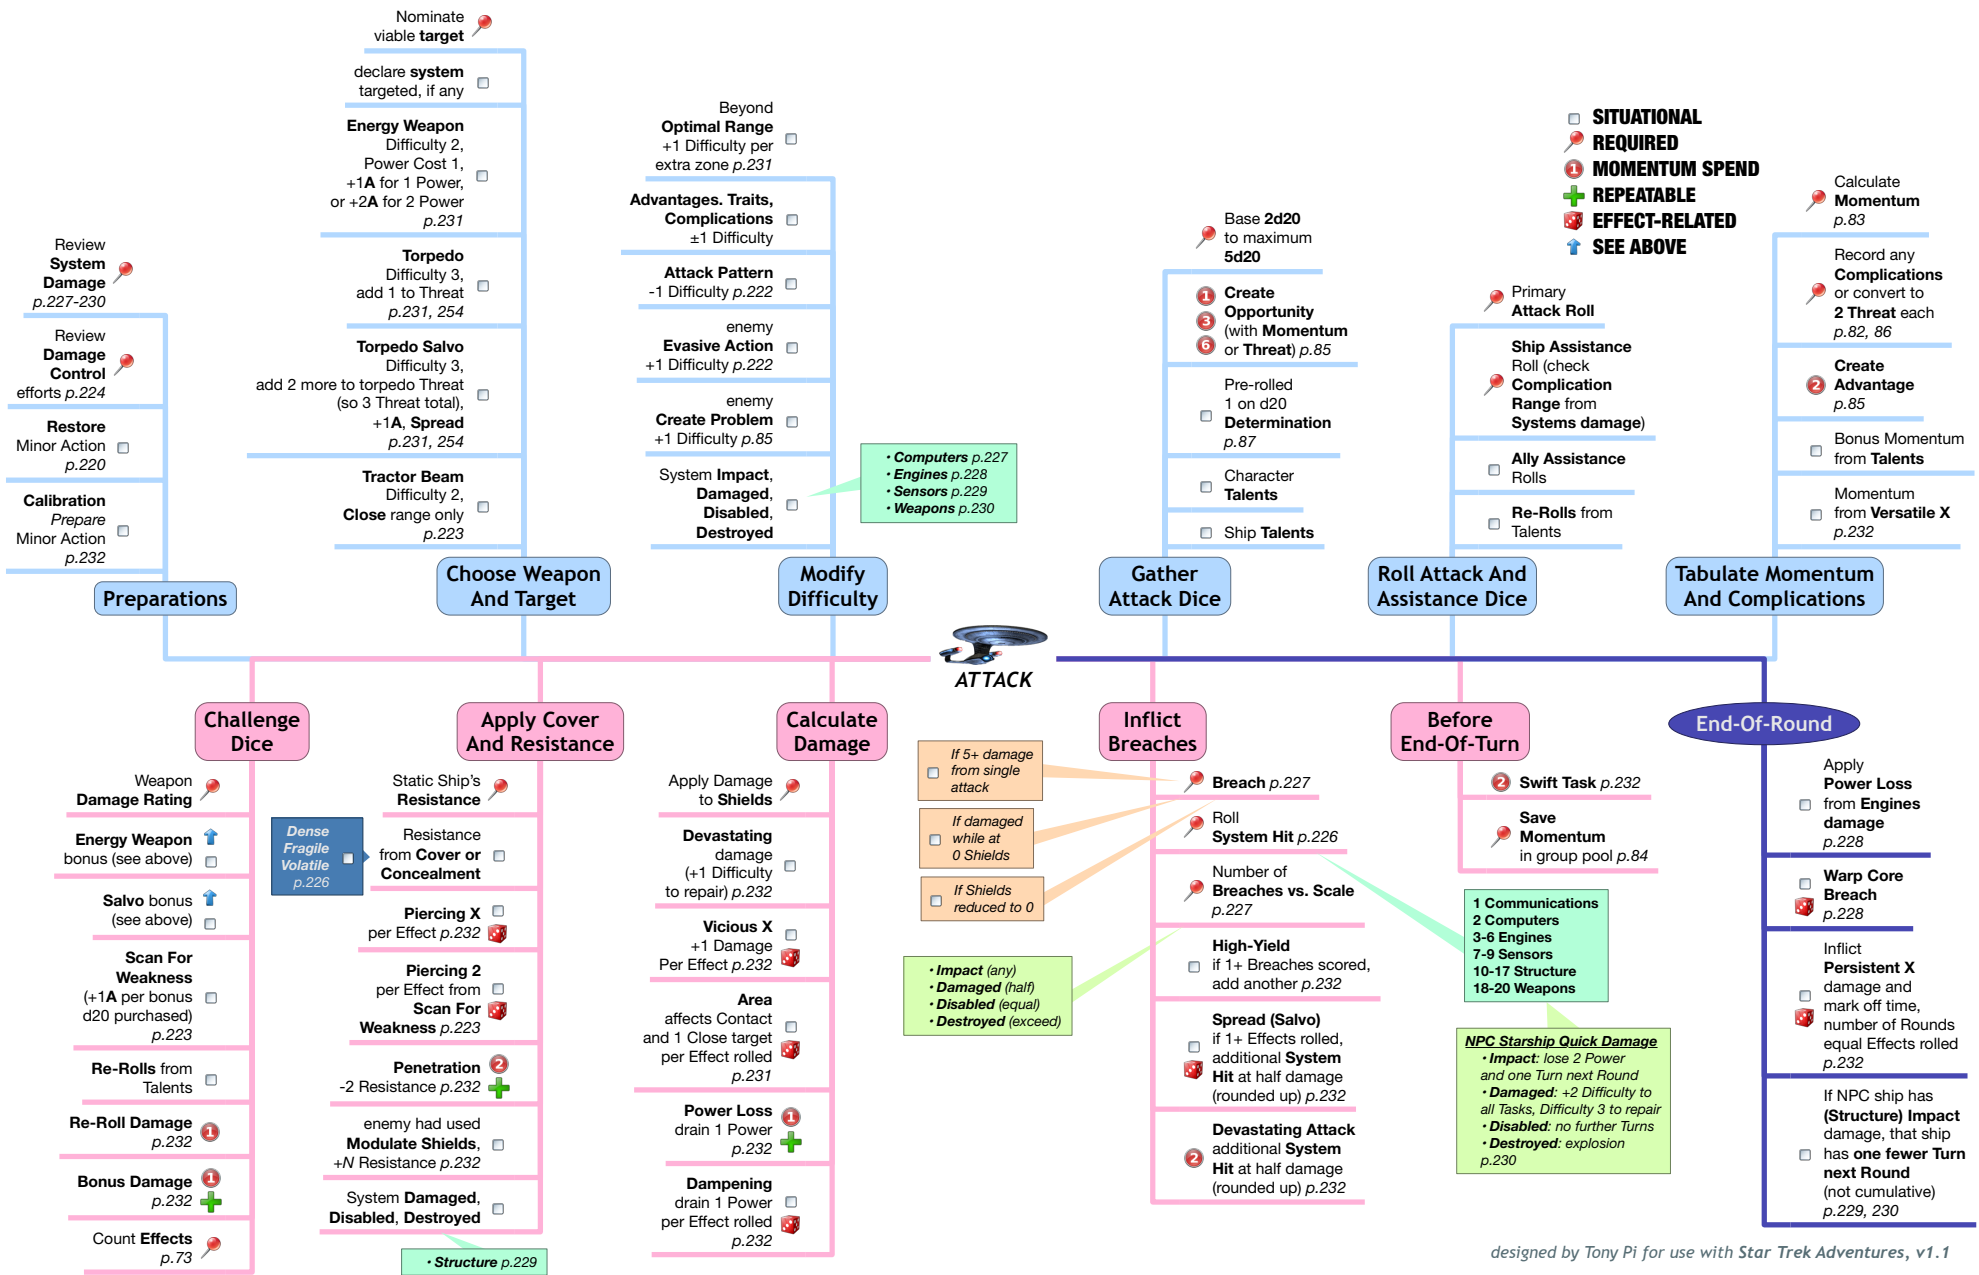 Review
System
Damage
p.227-230
Review
Damage
Control
efforts p.224
Restore
Minor Action
p.220
Calibration
Prepare
Minor Action
p.232
Preparations
Nominate
viable target
declare system
targeted, if any
Energy Weapon
Difficulty 2,
Power Cost 1,
+1A for 1 Power,
or +2A for 2 Power
p.231
Torpedo
Difficulty 3,
add 1 to Threat
p.231, 254
Torpedo Salvo
Difficulty 3,
add 2 more to torpedo Threat
(so 3 Threat total),
+1A, Spread
p.231, 254
Tractor Beam
Difficulty 2,
Close range only
p.223
Choose Weapon
And Target
Beyond
Optimal Range
+1 Difficulty per
extra zone p.231
Advantages. Traits,
Complications
±1 Difficulty
Attack Pattern
-1 Difficulty p.222
enemy
Evasive Action
+1 Difficulty p.222
enemy
Create Problem
+1 Difficulty p.85
System Impact,
Damaged,
Disabled,
Destroyed
• Computers p.227
• Engines p.228
• Sensors p.229
• Weapons p.230
Modify
Difficulty
Base 2d20
to maximum
5d20
1
3
6
Create
Opportunity
(with Momentum
or Threat) p.85
Pre-rolled
1 on d20
Determination
p.87
Character
Talents
Ship Talents
Gather
Attack Dice
SITUATIONAL
REQUIRED
1 MOMENTUM SPEND
REPEATABLE
EFFECT-RELATED
SEE ABOVE
Primary
Attack Roll
Ship Assistance
Roll (check
Complication
Range from
Systems damage)
Ally Assistance
Rolls
Re-Rolls from
Talents
Roll Attack And
Assistance Dice
Calculate
Momentum
p.83
Record any
Complications
or convert to
2 Threat each
p.82, 86
2
Create
Advantage
p.85
Bonus Momentum
from Talents
Momentum
from Versatile X
p.232
Tabulate Momentum
And Complications
ATTACK
Challenge
Dice
Weapon
Damage Rating
Energy Weapon
bonus (see above)
Salvo bonus
(see above)
Scan For
Weakness
(+1A per bonus
d20 purchased)
p.223
Re-Rolls from
Talents
Re-Roll Damage
p.232
1
Bonus Damage
p.232
1
Count Effects
p.73
Apply Cover
And Resistance
Static Ship's
Resistance
Dense
Fragile
Volatile
p.226
Resistance
from Cover or
Concealment
Piercing X
per Effect p.232
Piercing 2
per Effect from
Scan For
Weakness p.223
Penetration
-2 Resistance p.232
2
enemy had used
Modulate Shields,
+N Resistance p.232
System Damaged,
Disabled, Destroyed
• Structure p.229
Calculate
Damage
Apply Damage
to Shields
Devastating
damage
(+1 Difficulty
to repair) p.232
Vicious X
+1 Damage
Per Effect p.232
Area
affects Contact
and 1 Close target
per Effect rolled
p.231
Power Loss
drain 1 Power
p.232
1
Dampening
drain 1 Power
per Effect rolled
p.232
Inflict
Breaches
If 5+ damage
from single
attack
If damaged
while at
0 Shields
If Shields
reduced to 0
Breach p.227
Roll
System Hit p.226
Number of
Breaches vs. Scale
p.227
• Impact (any)
• Damaged (half)
• Disabled (equal)
• Destroyed (exceed)
High-Yield
if 1+ Breaches scored,
add another p.232
Spread (Salvo)
if 1+ Effects rolled,
additional System
Hit at half damage
(rounded up) p.232
2
Devastating Attack
additional System
Hit at half damage
(rounded up) p.232
Before
End-Of-Turn
2 Swift Task p.232
Save
Momentum
in group pool p.84
1 Communications
2 Computers
3-6 Engines
7-9 Sensors
10-17 Structure
18-20 Weapons
NPC Starship Quick Damage
• Impact: lose 2 Power
and one Turn next Round
• Damaged: +2 Difficulty to
all Tasks, Difficulty 3 to repair
• Disabled: no further Turns
• Destroyed: explosion
p.230
End-Of-Round
Apply
Power Loss
from Engines
damage
p.228
Warp Core
Breach
p.228
Inflict
Persistent X
damage and
mark off time,
number of Rounds
equal Effects rolled
p.232
If NPC ship has
(Structure) Impact
damage, that ship
has one fewer Turn
next Round
(not cumulative)
p.229, 230
designed by Tony Pi for use with Star Trek Adventures, v1.1